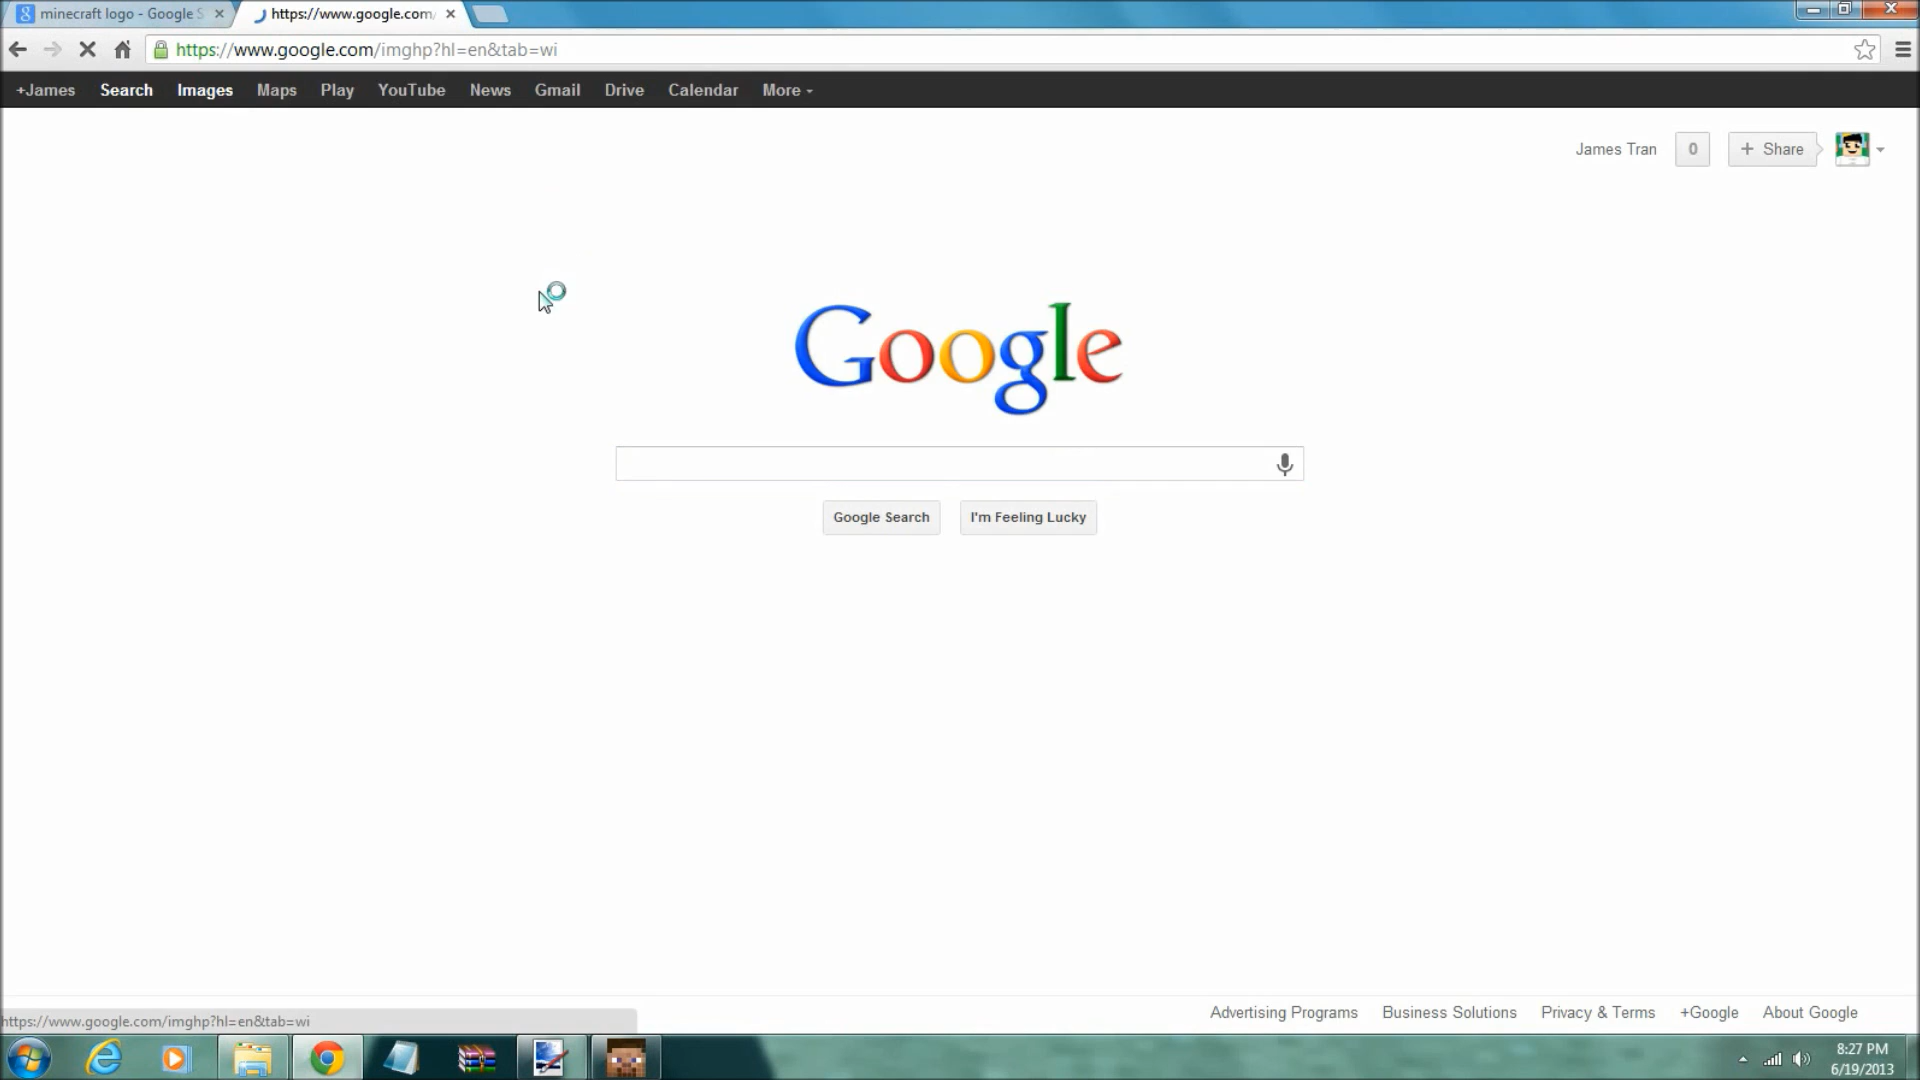 minecraft logo - Google S
https://www.google.com/
https://www.google.com/imghp?hl=en&tab=wi
+James Search Images Maps Play YouTube News Gmail Drive Calendar More
James Tran 0 + Share
Google
Google Search I'm Feeling Lucky
Advertising Programs Business Solutions Privacy & Terms +Google About Google
https://www.google.com/imghp?hl=en&tab=wi
8:27 PM
6/19/2013